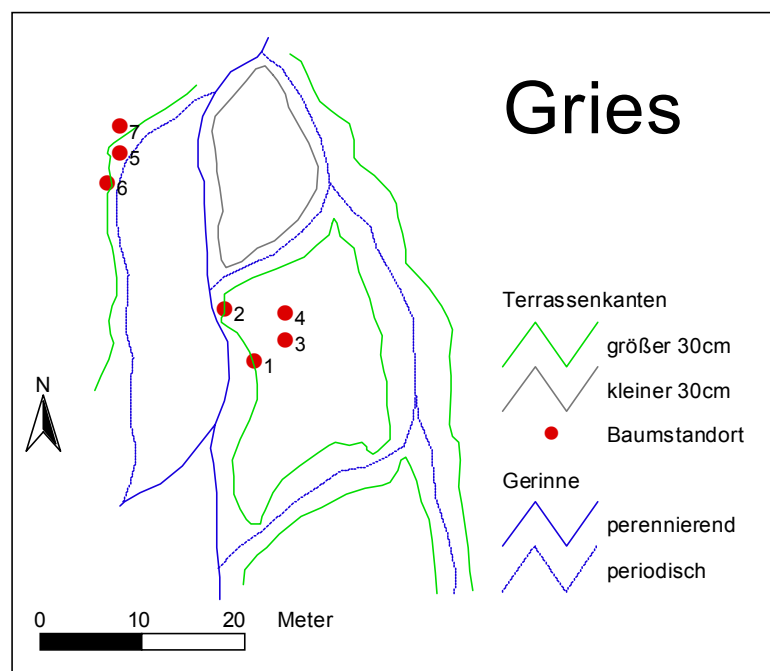 Gries
7
5
6
2
4
3
1
N
Terrassenkanten
größer 30cm
kleiner 30cm
Baumstandort
Gerinne
perennierend
periodisch
0 10 20 Meter